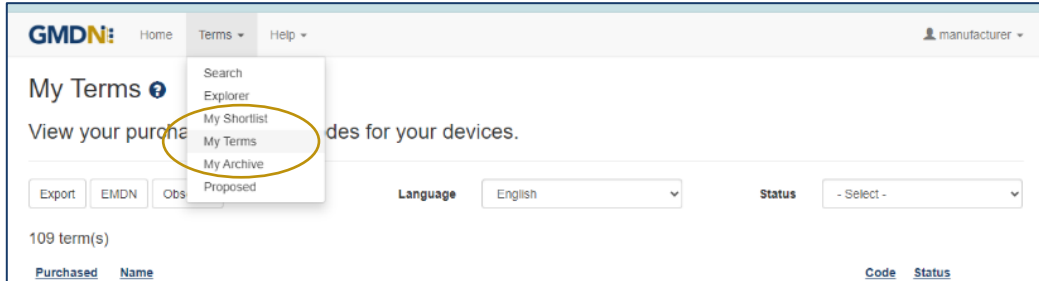 GMDN Home Terms Help manufacturer
Search
My Terms
Explorer
My Shortlist
View your purcha des for your devices.
My Terms
My Archive
Export EMDN Obs Proposed Language English Status - Select -
109 term(s)
Purchased Name Code Status